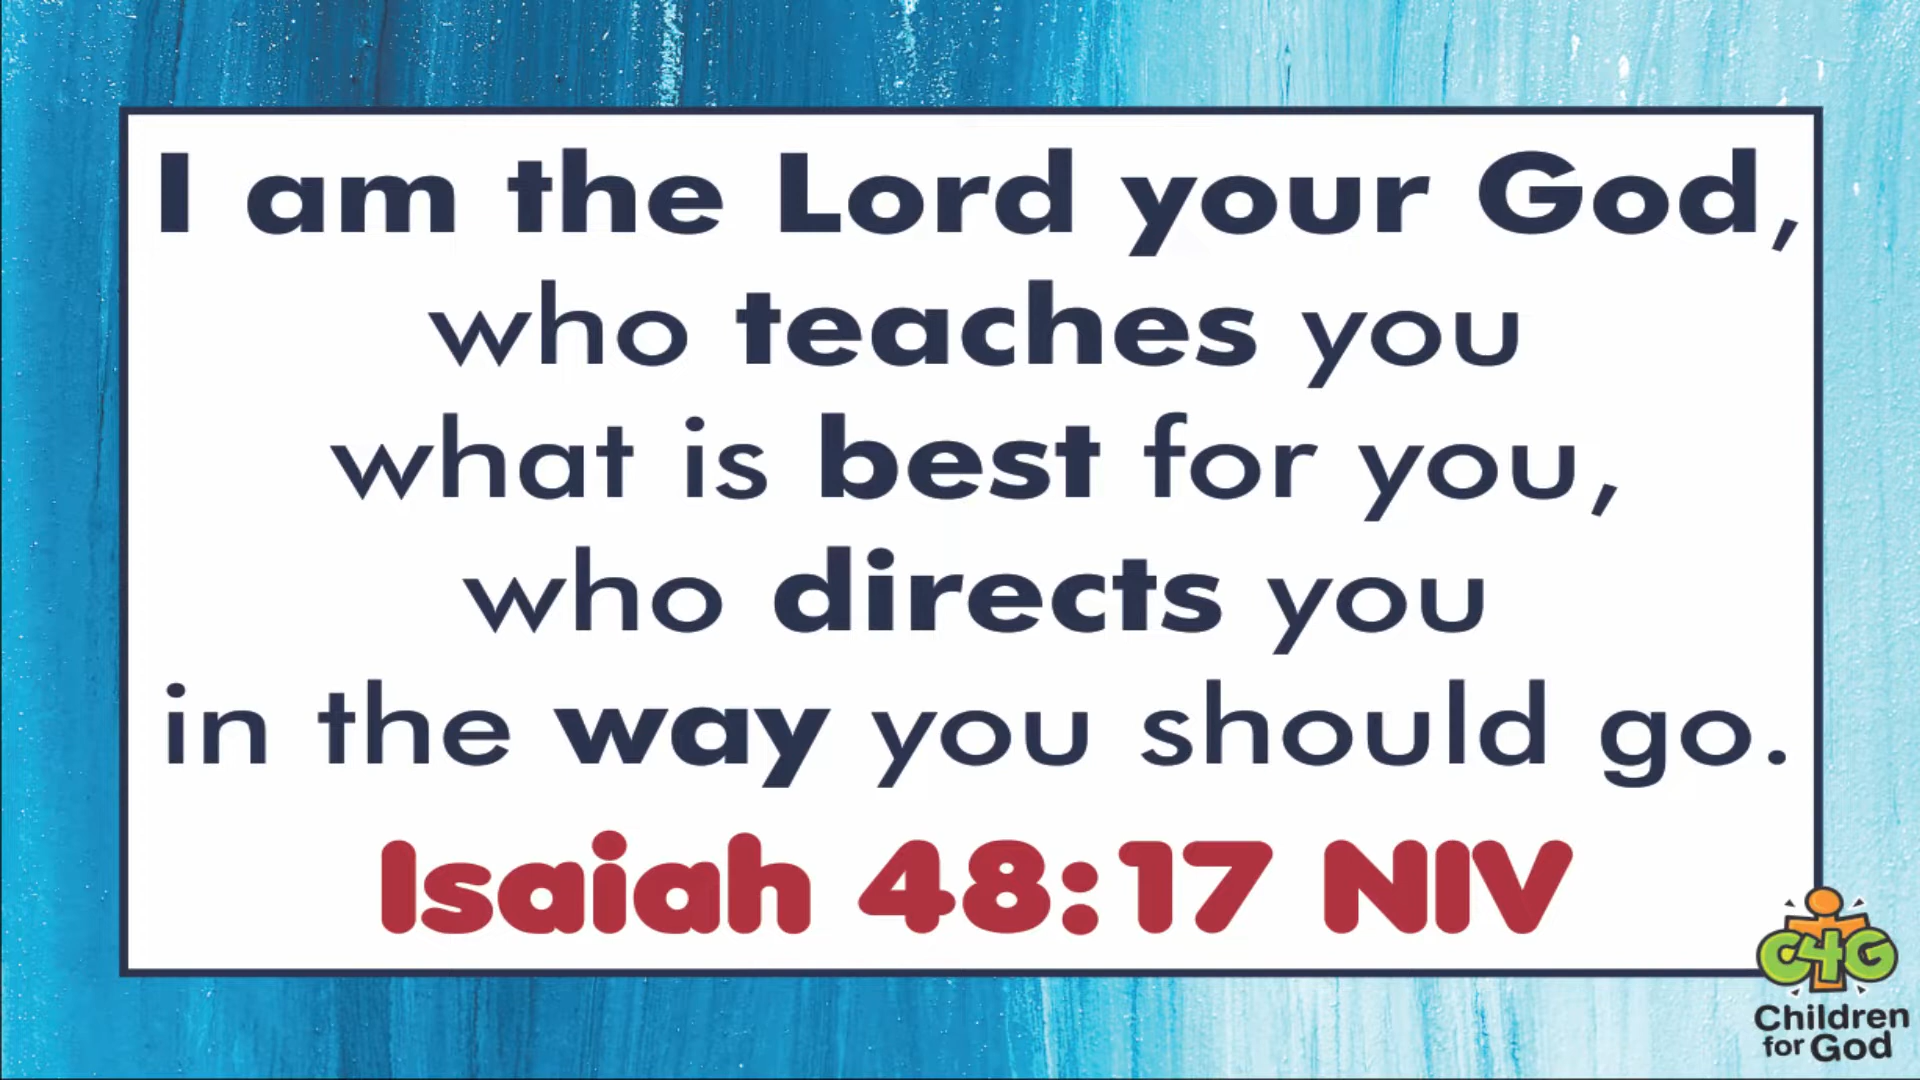 I am the Lord your God,
who teaches you
what is best for you,
who directs you
in the way you should go.
Isaiah 48:17 NIV
C4G
Children
for God